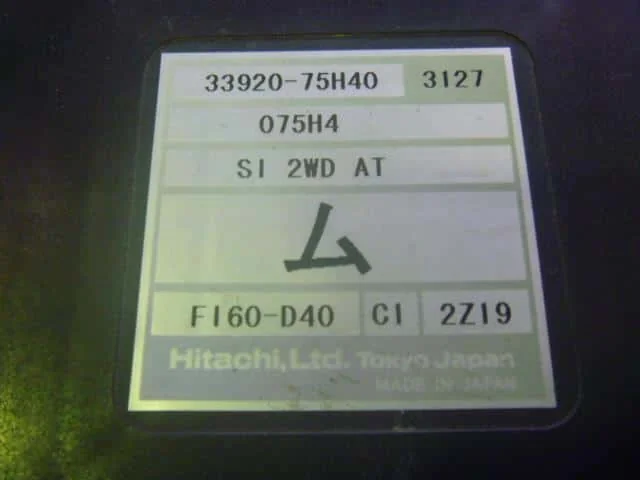 33920-75H40 3127
075H4
SI 2WD AT
ム
FI60-D40 CI 2Z19
Hitachi,Ltd. Tokyo Japan
MADE IN JAPAN